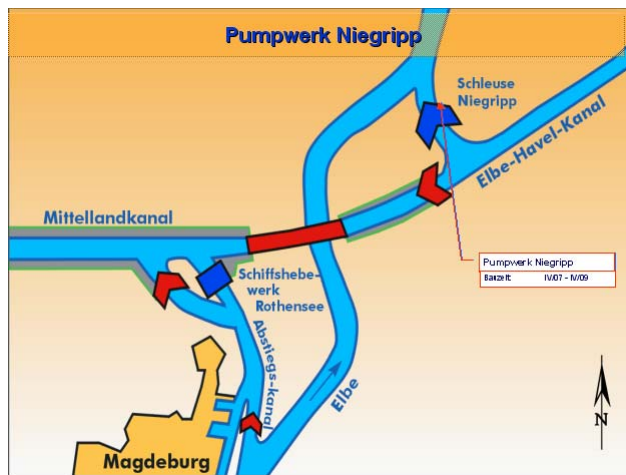 Pumpwerk Niegripp
Schleuse
Niegripp
Elbe-Havel-Kanal
Mittellandkanal
Pumpwerk Niegripp
Bauzeit: IV/07 - IV/09
Schiffshebe-
werk
Rothensee
Abstiegs-kanal
Elbe
Magdeburg
N